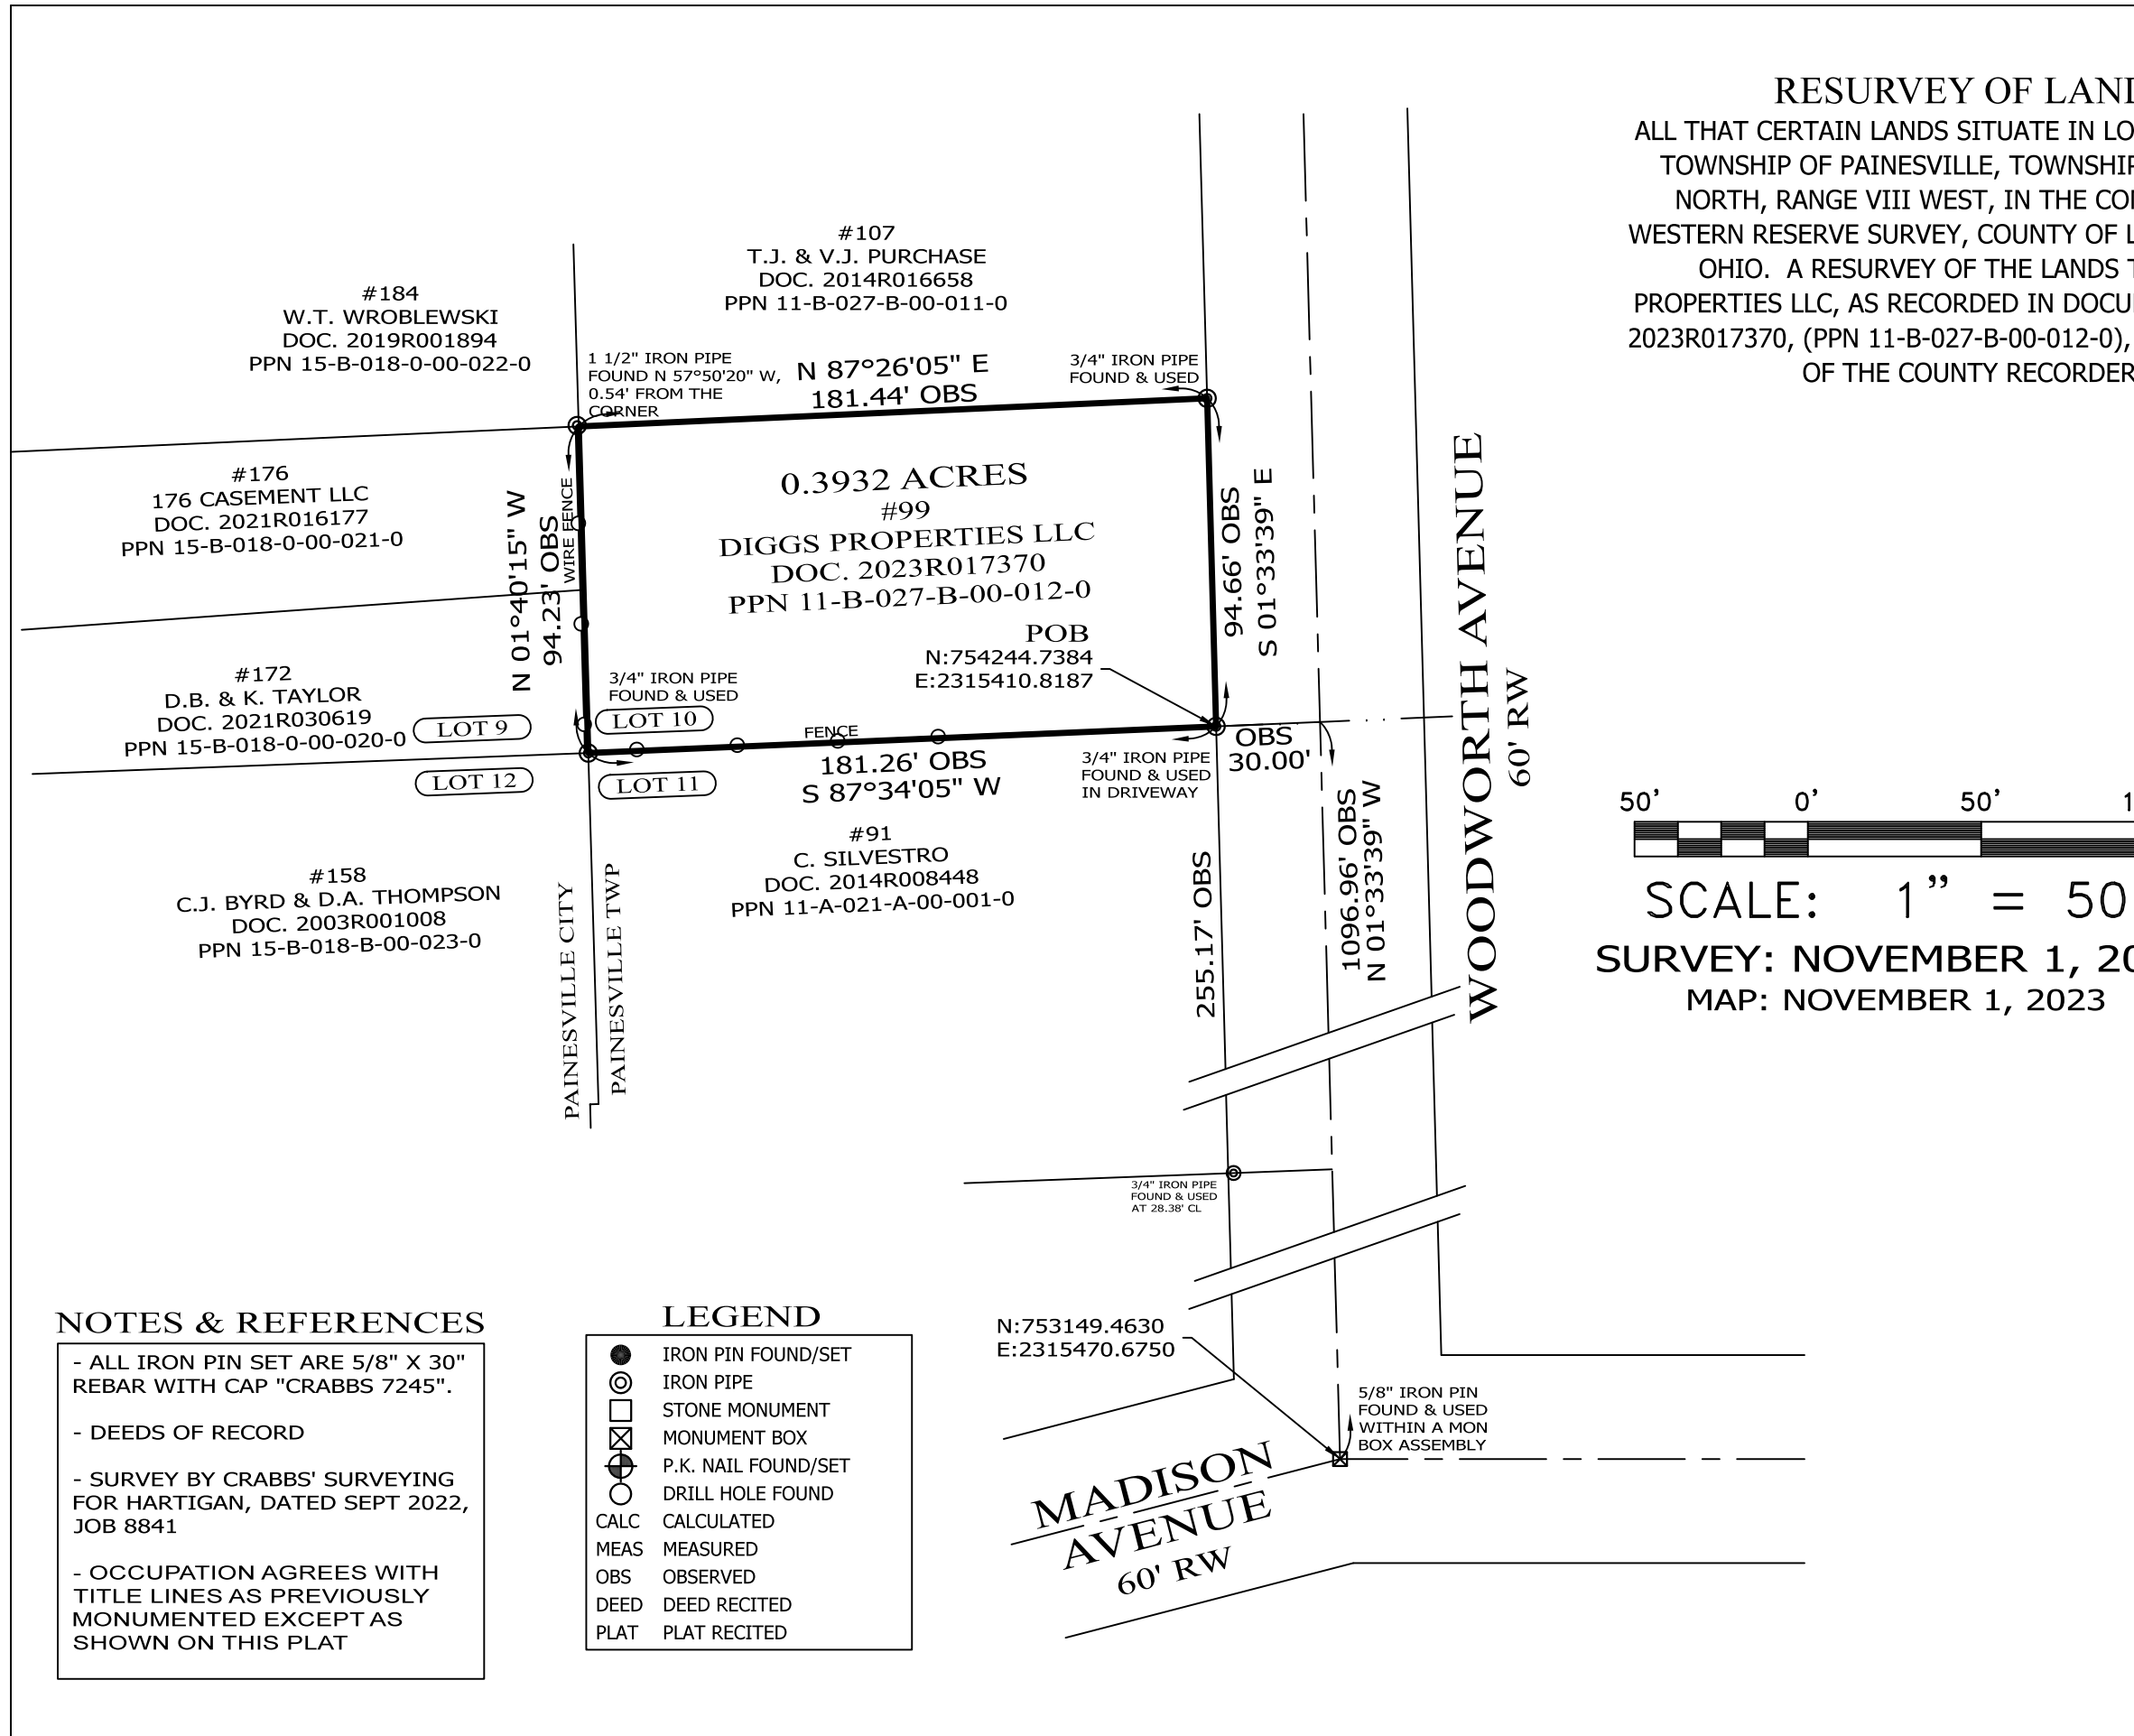 RESURVEY OF LAND
ALL THAT CERTAIN LANDS SITUATE IN LO
TOWNSHIP OF PAINESVILLE, TOWNSHIP
NORTH, RANGE VIII WEST, IN THE CO
WESTERN RESERVE SURVEY, COUNTY OF L
OHIO. A RESURVEY OF THE LANDS T
PROPERTIES LLC, AS RECORDED IN DOCU
2023R017370, (PPN 11-B-027-B-00-012-0),
OF THE COUNTY RECORDER
#107
T.J. & V.J. PURCHASE
DOC. 2014R016658
PPN 11-B-027-B-00-011-0
#184
W.T. WROBLEWSKI
DOC. 2019R001894
PPN 15-B-018-0-00-022-0
1 1/2" IRON PIPE
FOUND N 57°50'20" W,
0.54' FROM THE
CORNER
N 87°26'05" E
181.44' OBS
3/4" IRON PIPE
FOUND & USED
#176
176 CASEMENT LLC
DOC. 2021R016177
PPN 15-B-018-0-00-021-0
N 01°40'15" W
94.23' OBS
WIRE FENCE
0.3932 ACRES
#99
DIGGS PROPERTIES LLC
DOC. 2023R017370
PPN 11-B-027-B-00-012-0
POB
N:754244.7384
E:2315410.8187
94.66' OBS
S 01°33'39" E
WOODWORTH AVENUE
60' RW
#172
D.B. & K. TAYLOR
DOC. 2021R030619
PPN 15-B-018-0-00-020-0
3/4" IRON PIPE
FOUND & USED
LOT 9
LOT 10
LOT 12
LOT 11
FENCE
181.26' OBS
S 87°34'05" W
3/4" IRON PIPE
FOUND & USED
IN DRIVEWAY
OBS
30.00'
1096.96' OBS
N 01°33'39" W
255.17' OBS
#91
C. SILVESTRO
DOC. 2014R008448
PPN 11-A-021-A-00-001-0
#158
C.J. BYRD & D.A. THOMPSON
DOC. 2003R001008
PPN 15-B-018-B-00-023-0
PAINESVILLE CITY
PAINESVILLE TWP
50' 0' 50' 1
SCALE: 1" = 50
SURVEY: NOVEMBER 1, 20
MAP: NOVEMBER 1, 2023
3/4" IRON PIPE
FOUND & USED
AT 28.38' CL
N:753149.4630
E:2315470.6750
5/8" IRON PIN
FOUND & USED
WITHIN A MON
BOX ASSEMBLY
MADISON
AVENUE
60' RW
NOTES & REFERENCES
- ALL IRON PIN SET ARE 5/8" X 30"
REBAR WITH CAP "CRABBS 7245".
- DEEDS OF RECORD
- SURVEY BY CRABBS' SURVEYING
FOR HARTIGAN, DATED SEPT 2022,
JOB 8841
- OCCUPATION AGREES WITH
TITLE LINES AS PREVIOUSLY
MONUMENTED EXCEPT AS
SHOWN ON THIS PLAT
LEGEND
IRON PIN FOUND/SET
IRON PIPE
STONE MONUMENT
MONUMENT BOX
P.K. NAIL FOUND/SET
DRILL HOLE FOUND
CALC CALCULATED
MEAS MEASURED
OBS OBSERVED
DEED DEED RECITED
PLAT PLAT RECITED